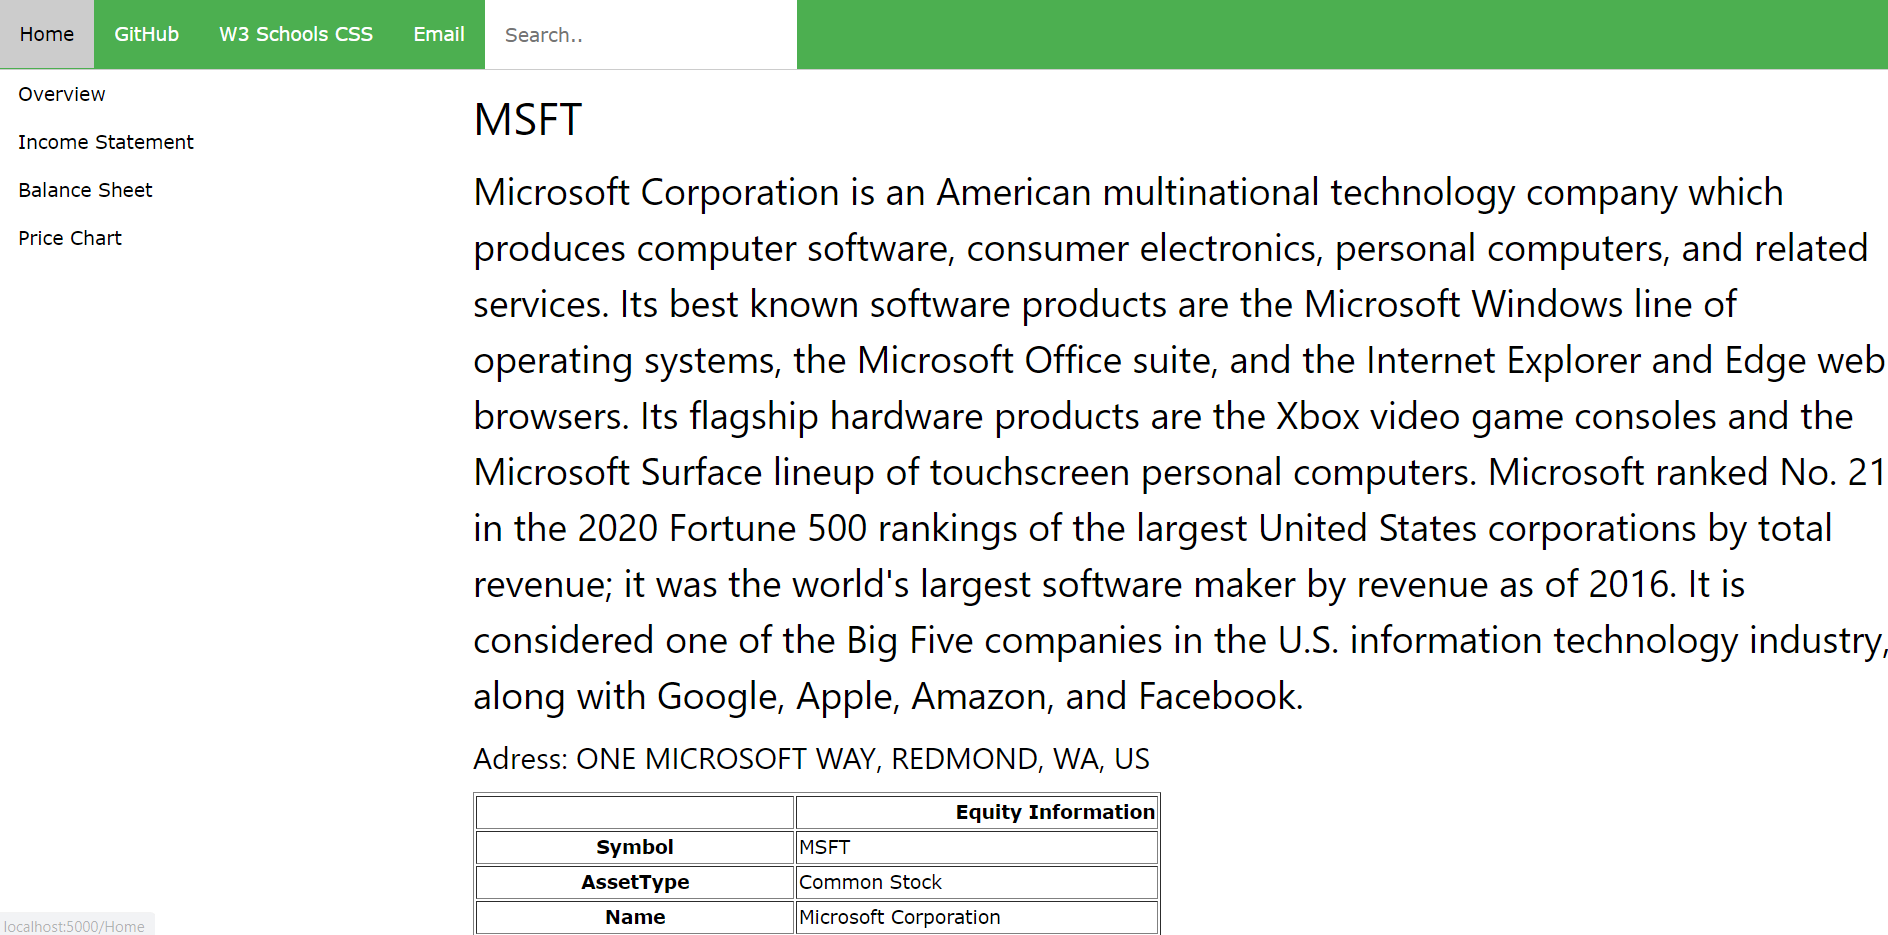 Home GitHub W3 Schools CSS Email Search..
Overview
Income Statement
Balance Sheet
Price Chart
MSFT
Microsoft Corporation is an American multinational technology company which
produces computer software, consumer electronics, personal computers, and related
services. Its best known software products are the Microsoft Windows line of
operating systems, the Microsoft Office suite, and the Internet Explorer and Edge web
browsers. Its flagship hardware products are the Xbox video game consoles and the
Microsoft Surface lineup of touchscreen personal computers. Microsoft ranked No. 21
in the 2020 Fortune 500 rankings of the largest United States corporations by total
revenue; it was the world's largest software maker by revenue as of 2016. It is
considered one of the Big Five companies in the U.S. information technology industry,
along with Google, Apple, Amazon, and Facebook.
Adress: ONE MICROSOFT WAY, REDMOND, WA, US
Equity Information
Symbol MSFT
AssetType Common Stock
Name Microsoft Corporation
localhost:5000/Home